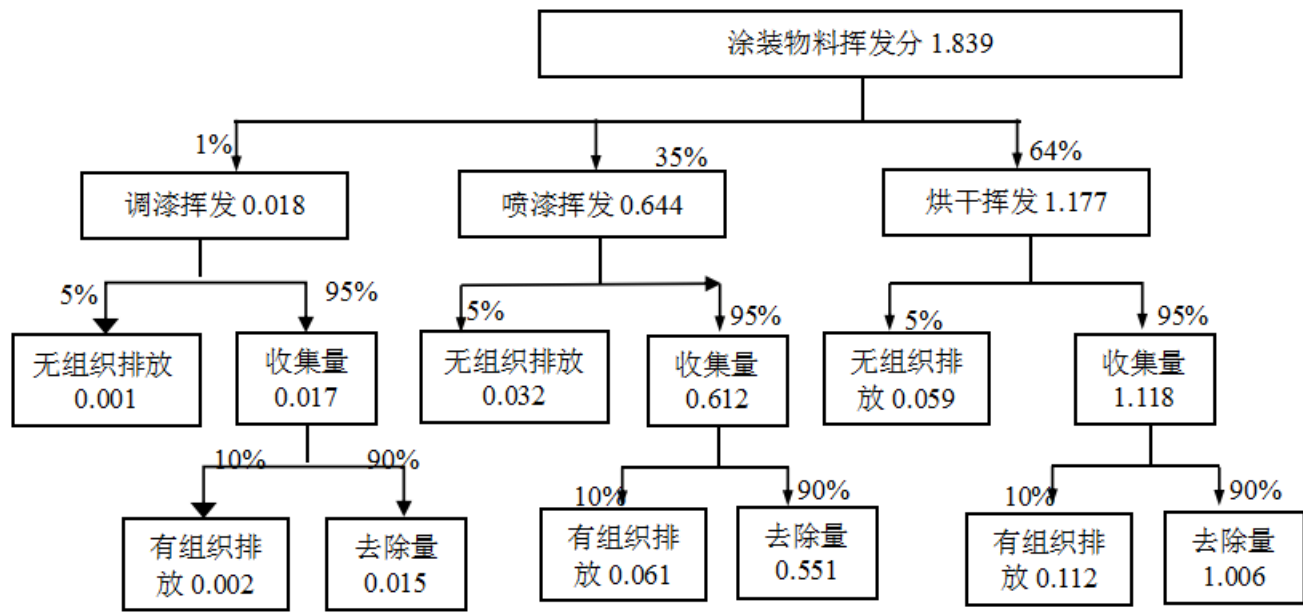 涂装物料挥发分 1.839
1%
35%
64%
调漆挥发 0.018
喷漆挥发 0.644
烘干挥发 1.177
5%
95%
5%
95%
5%
95%
无组织排放
0.001
收集量
0.017
无组织排放
0.032
收集量
0.612
无组织排
放 0.059
收集量
1.118
10%
90%
10%
90%
10%
90%
有组织排
放 0.002
去除量
0.015
有组织排
放 0.061
去除量
0.551
有组织排
放 0.112
去除量
1.006